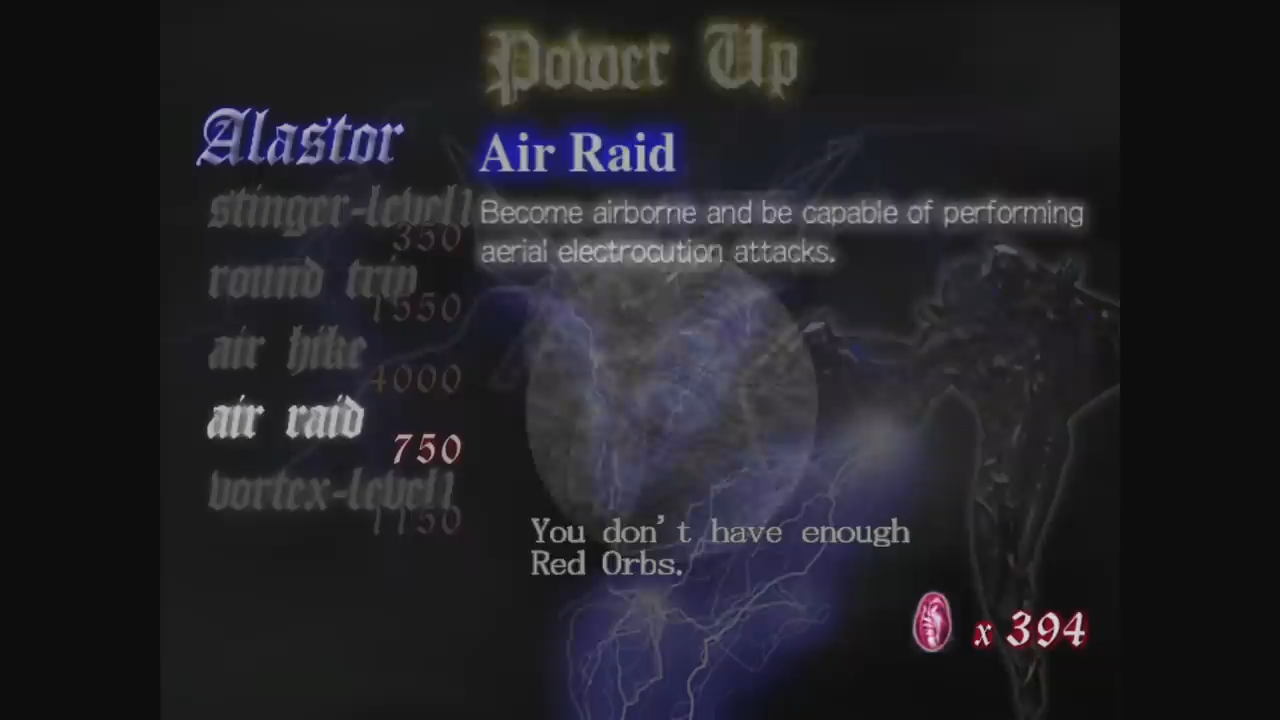 Power Up
Alastor
Air Raid
stinger-level1
350
Become airborne and be capable of performing
aerial electrocution attacks.
round trip
1550
air hike
4000
air raid
750
vortex-level1
1150
You don't have enough
Red Orbs.
x 394